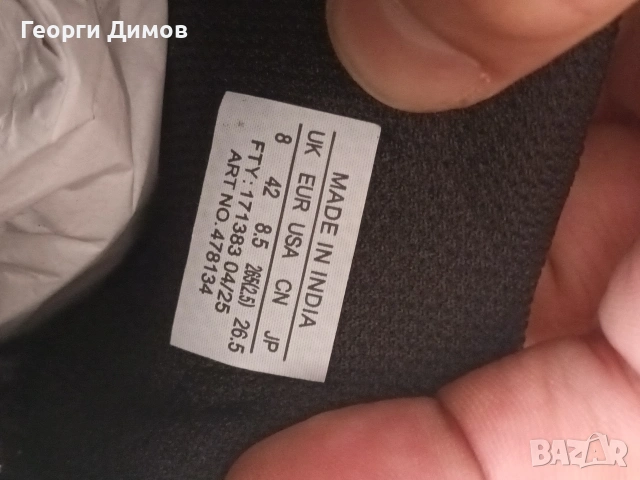 Георги Димов
MADE IN INDIA
UK EUR USA CN JP
8 42 8.5 265(2.5) 26.5
FTY:171383 04/25
ART NO.478134
BAZAR